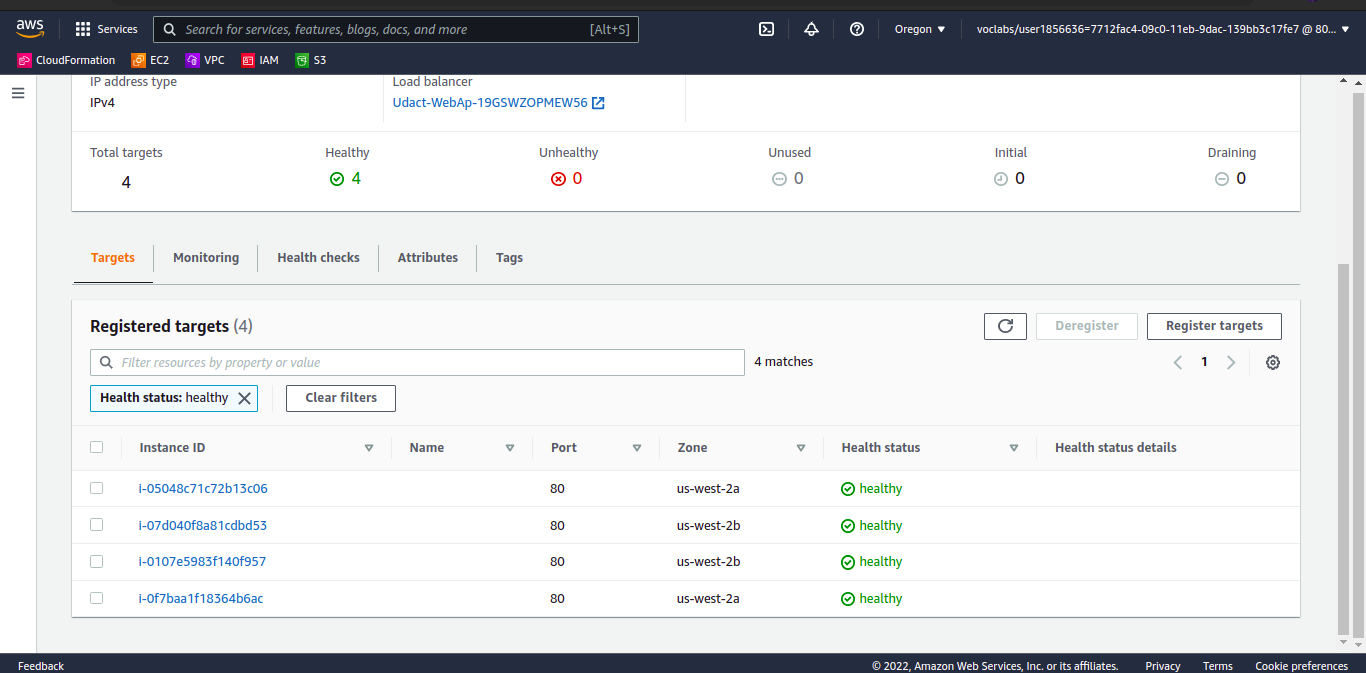 aws Services Search for services, features, blogs, docs, and more [Alt+S] Oregon voclabs/user1856636=7712fac4-09c0-11eb-9dac-139bb3c17fe7 @ 80...
CloudFormation EC2 VPC IAM S3
IP address type Load balancer
IPv4 Udact-WebAp-19GSWZOPMEW56
Total targets Healthy Unhealthy Unused Initial Draining
4 4 0 0 0 0
Targets Monitoring Health checks Attributes Tags
Registered targets (4) Deregister Register targets
Filter resources by property or value 4 matches 1
Health status: healthy Clear filters
Instance ID Name Port Zone Health status Health status details
i-05048c71c72b13c06 80 us-west-2a healthy
i-07d040f8a81cdbd53 80 us-west-2b healthy
i-0107e5983f140f957 80 us-west-2b healthy
i-0f7baa1f18364b6ac 80 us-west-2a healthy
Feedback © 2022, Amazon Web Services, Inc. or its affiliates. Privacy Terms Cookie preferences